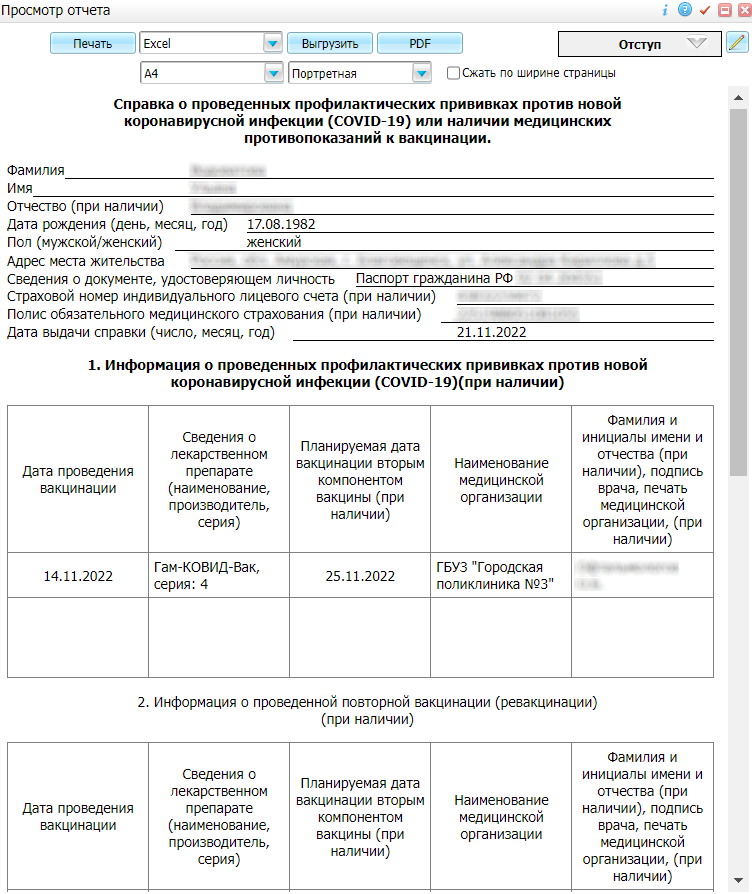 Просмотр отчета
Печать Excel Выгрузить PDF Отступ
A4 Портретная Сжать по ширине страницы
Справка о проведенных профилактических прививках против новой
коронавирусной инфекции (COVID-19) или наличии медицинских
противопоказаний к вакцинации.
Фамилия
Имя
Отчество (при наличии)
Дата рождения (день, месяц, год) 17.08.1982
Пол (мужской/женский) женский
Адрес места жительства
Сведения о документе, удостоверяющем личность Паспорт гражданина РФ
Страховой номер индивидуального лицевого счета (при наличии)
Полис обязательного медицинского страхования (при наличии)
Дата выдачи справки (число, месяц, год) 21.11.2022
1. Информация о проведенных профилактических прививках против новой
коронавирусной инфекции (COVID-19)(при наличии)
Дата проведения
вакцинации
Сведения о
лекарственном
препарате
(наименование,
производитель,
серия)
Планируемая дата
вакцинации вторым
компонентом
вакцины (при
наличии)
Наименование
медицинской
организации
Фамилия и
инициалы имени и
отчества (при
наличии), подпись
врача, печать
медицинской
организации, (при
наличии)
14.11.2022
Гам-КОВИД-Вак,
серия: 4
25.11.2022
ГБУЗ "Городская
поликлиника №3"
2. Информация о проведенной повторной вакцинации (ревакцинации)
(при наличии)
Дата проведения
вакцинации
Сведения о
лекарственном
препарате
(наименование,
производитель,
серия)
Планируемая дата
вакцинации вторым
компонентом
вакцины (при
наличии)
Наименование
медицинской
организации
Фамилия и
инициалы имени и
отчества (при
наличии), подпись
врача, печать
медицинской
организации, (при
наличии)